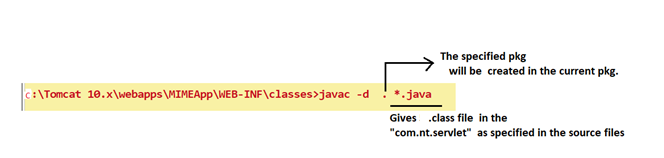 The specified pkg
will be created in the current pkg.
c:\Tomcat 10.x\webapps\MIMEApp\WEB-INF\classes>javac -d . *.java
Gives .class file in the
"com.nt.servlet" as specified in the source files